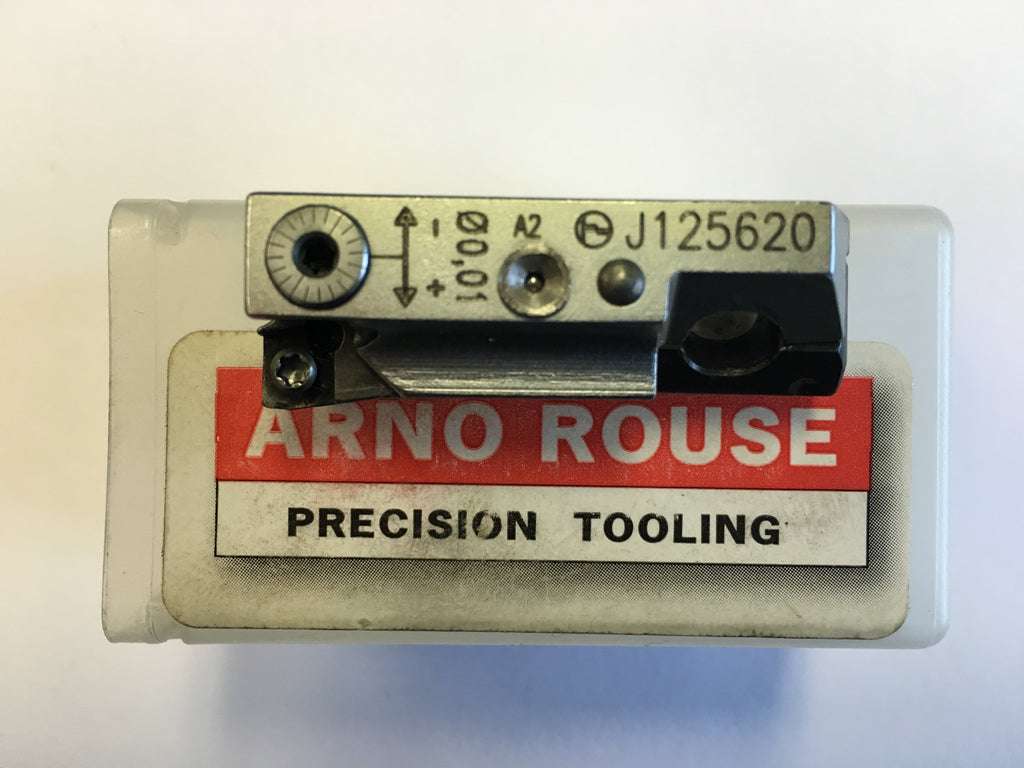 - Ø0,01 +
A2
J125620
ARNO ROUSE
PRECISION TOOLING